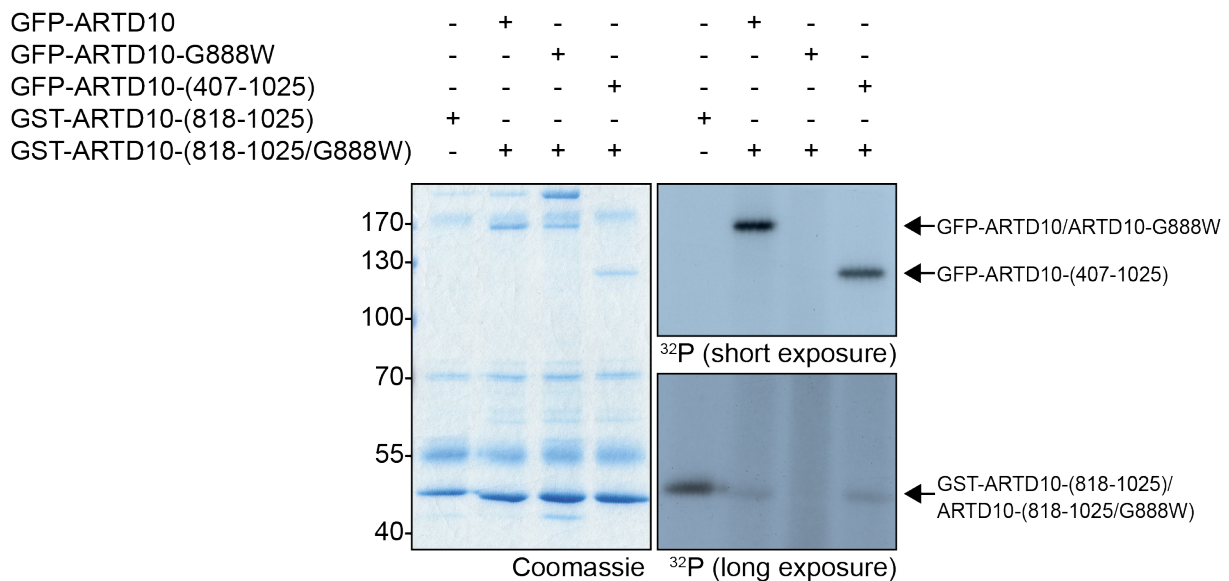 GFP-ARTD10 - + - - - + - -
GFP-ARTD10-G888W - - + - - - + -
GFP-ARTD10-(407-1025) - - - + - - - +
GST-ARTD10-(818-1025) + - - - + - - -
GST-ARTD10-(818-1025/G888W) - + + + - + + +
170-
130-
100-
70-
55-
40-
Coomassie
GFP-ARTD10/ARTD10-G888W
GFP-ARTD10-(407-1025)
³²P (short exposure)
GST-ARTD10-(818-1025)/
ARTD10-(818-1025/G888W)
³²P (long exposure)